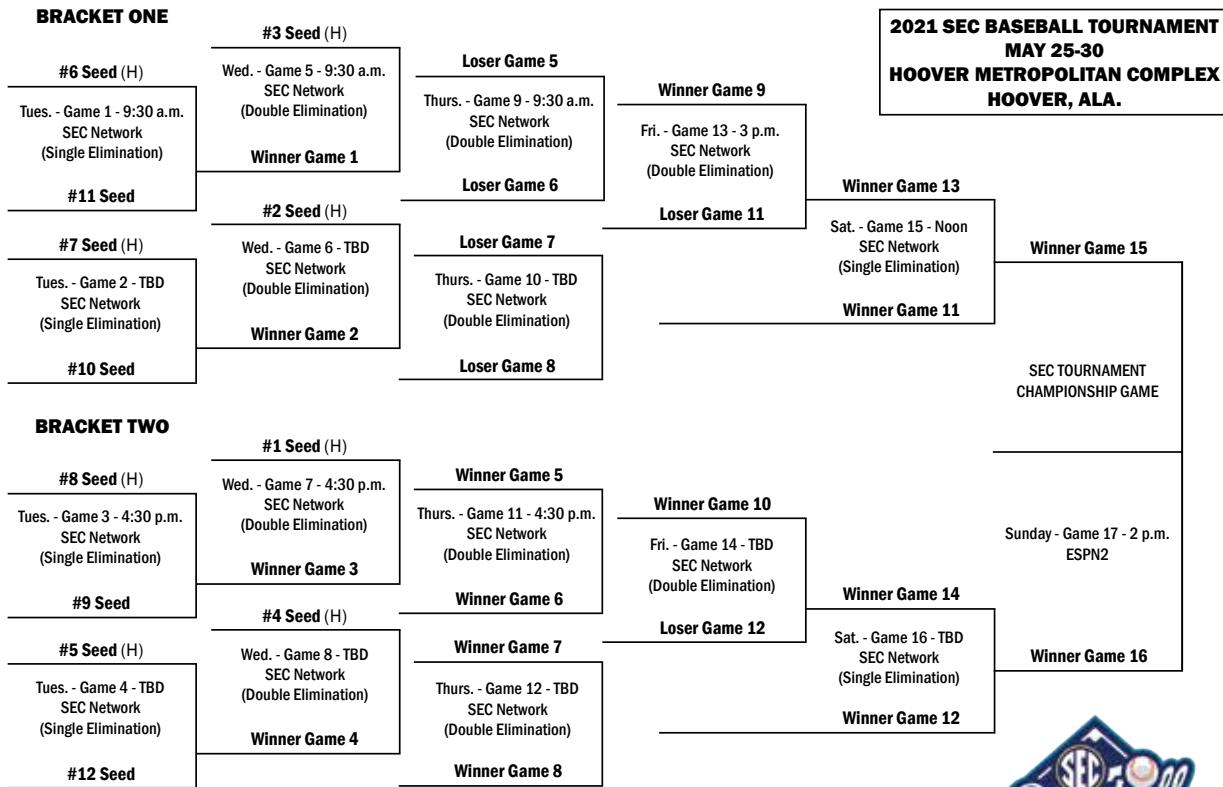 BRACKET ONE
2021 SEC BASEBALL TOURNAMENT
MAY 25-30
HOOVER METROPOLITAN COMPLEX
HOOVER, ALA.
#6 Seed (H)
Tues. - Game 1 - 9:30 a.m.
SEC Network
(Single Elimination)
#11 Seed
#7 Seed (H)
Tues. - Game 2 - TBD
SEC Network
(Single Elimination)
#10 Seed
#3 Seed (H)
Wed. - Game 5 - 9:30 a.m.
SEC Network
(Double Elimination)
Winner Game 1
#2 Seed (H)
Wed. - Game 6 - TBD
SEC Network
(Double Elimination)
Winner Game 2
Loser Game 5
Thurs. - Game 9 - 9:30 a.m.
SEC Network
(Double Elimination)
Loser Game 6
Loser Game 7
Thurs. - Game 10 - TBD
SEC Network
(Double Elimination)
Loser Game 8
Winner Game 9
Fri. - Game 13 - 3 p.m.
SEC Network
(Double Elimination)
Loser Game 11
Winner Game 13
Sat. - Game 15 - Noon
SEC Network
(Single Elimination)
Winner Game 11
Winner Game 15
SEC TOURNAMENT
CHAMPIONSHIP GAME
Sunday - Game 17 - 2 p.m.
ESPN2
Winner Game 16
BRACKET TWO
#8 Seed (H)
Tues. - Game 3 - 4:30 p.m.
SEC Network
(Single Elimination)
#9 Seed
#5 Seed (H)
Tues. - Game 4 - TBD
SEC Network
(Single Elimination)
#12 Seed
#1 Seed (H)
Wed. - Game 7 - 4:30 p.m.
SEC Network
(Double Elimination)
Winner Game 3
#4 Seed (H)
Wed. - Game 8 - TBD
SEC Network
(Double Elimination)
Winner Game 4
Winner Game 5
Thurs. - Game 11 - 4:30 p.m.
SEC Network
(Double Elimination)
Winner Game 6
Winner Game 7
Thurs. - Game 12 - TBD
SEC Network
(Double Elimination)
Winner Game 8
Winner Game 10
Fri. - Game 14 - TBD
SEC Network
(Double Elimination)
Loser Game 12
Winner Game 14
Sat. - Game 16 - TBD
SEC Network
(Single Elimination)
Winner Game 12
SEC